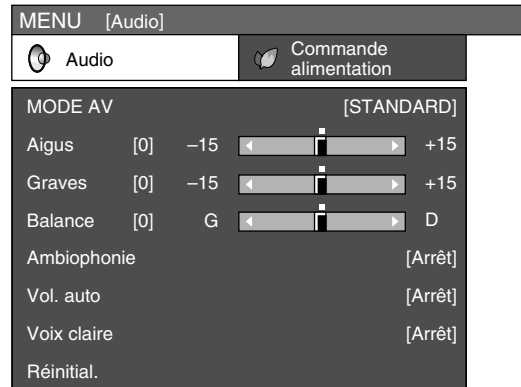 MENU [Audio]
Audio
Commande
alimentation
MODE AV [STANDARD]
Aigus [0] –15 +15
Graves [0] –15 +15
Balance [0] G D
Ambiophonie [Arrêt]
Vol. auto [Arrêt]
Voix claire [Arrêt]
Réinitial.